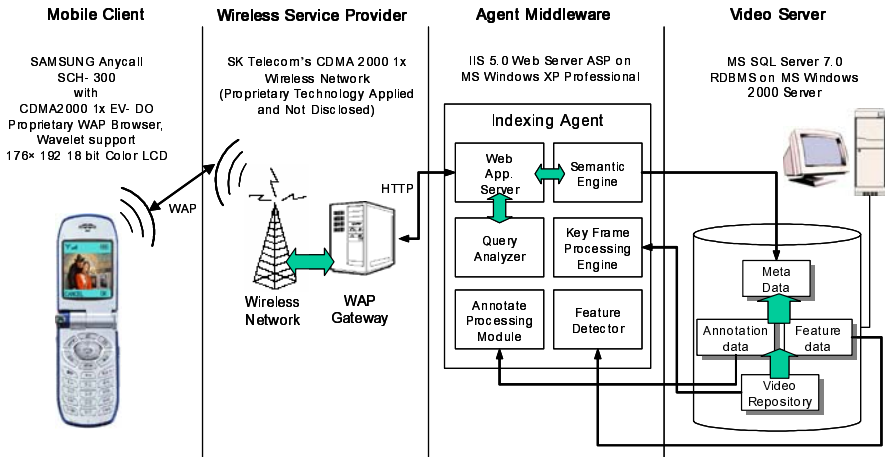 Mobile Client
Wireless Service Provider
Agent Middleware
Video Server
SAMSUNG Anycall
SCH- 300
with
CDMA2000 1x EV- DO
Proprietary WAP Browser,
Wavelet support
176× 192 18 bit Color LCD
SK Telecom's CDMA 2000 1x
Wireless Network
(Proprietary Technology Applied
and Not Disclosed)
IIS 5.0 Web Server ASP on
MS Windows XP Professional
MS SQL Server 7.0
RDBMS on MS Windows
2000 Server
WAP
HTTP
Wireless
Network
WAP
Gateway
Indexing Agent
Web
App.
Server
Semantic
Engine
Query
Analyzer
Key Frame
Processing
Engine
Annotate
Processing
Module
Feature
Detector
Meta
Data
Annotation
data
Feature
data
Video
Repository
CANCEL
OK